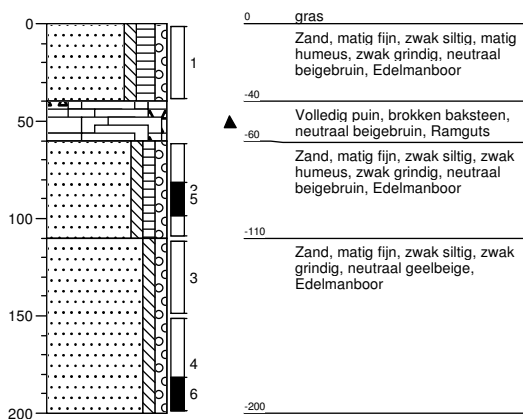 0
50
100
150
200
1
2
5
3
4
6
0
gras
Zand, matig fijn, zwak siltig, matig
humeus, zwak grindig, neutraal
beigebruin, Edelmanboor
-40
Volledig puin, brokken baksteen,
neutraal beigebruin, Ramguts
-60
Zand, matig fijn, zwak siltig, zwak
humeus, zwak grindig, neutraal
beigebruin, Edelmanboor
-110
Zand, matig fijn, zwak siltig, zwak
grindig, neutraal geelbeige,
Edelmanboor
-200